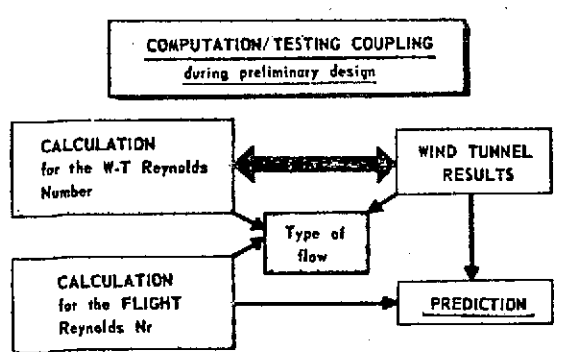 COMPUTATION/TESTING COUPLING
during preliminary design
CALCULATION
for the W-T Reynolds
Number
WIND TUNNEL
RESULTS
Type of
flow
CALCULATION
for the FLIGHT
Reynolds Nr
PREDICTION